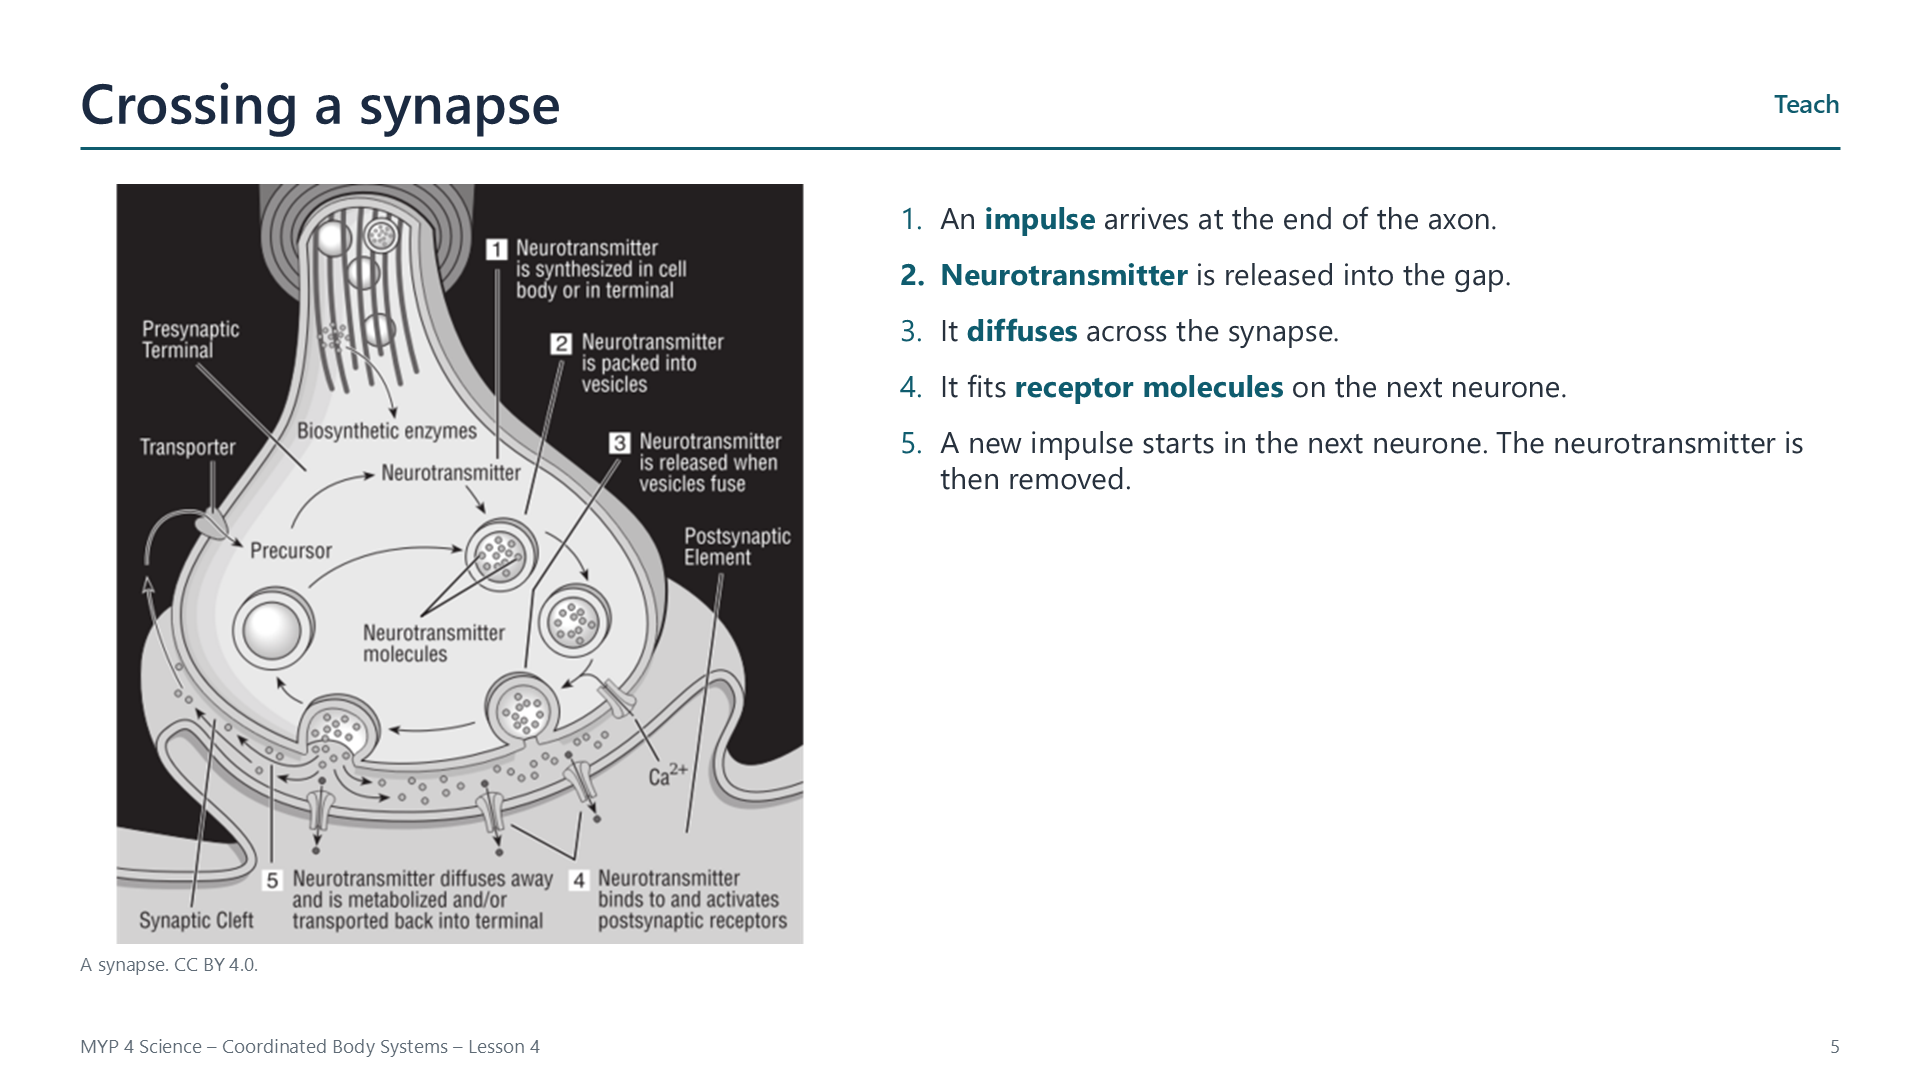 Crossing a synapse
Teach
1 Neurotransmitter
is synthesized in cell
body or in terminal
Presynaptic
Terminal
2 Neurotransmitter
is packed into
vesicles
Biosynthetic enzymes
Transporter
3 Neurotransmitter
is released when
vesicles fuse
Neurotransmitter
Precursor
Postsynaptic
Element
Neurotransmitter
molecules
Ca2+
5 Neurotransmitter diffuses away
and is metabolized and/or
transported back into terminal
4 Neurotransmitter
binds to and activates
postsynaptic receptors
Synaptic Cleft
A synapse. CC BY 4.0.
1. An impulse arrives at the end of the axon.
2. Neurotransmitter is released into the gap.
3. It diffuses across the synapse.
4. It fits receptor molecules on the next neurone.
5. A new impulse starts in the next neurone. The neurotransmitter is
then removed.
MYP 4 Science – Coordinated Body Systems – Lesson 4
5